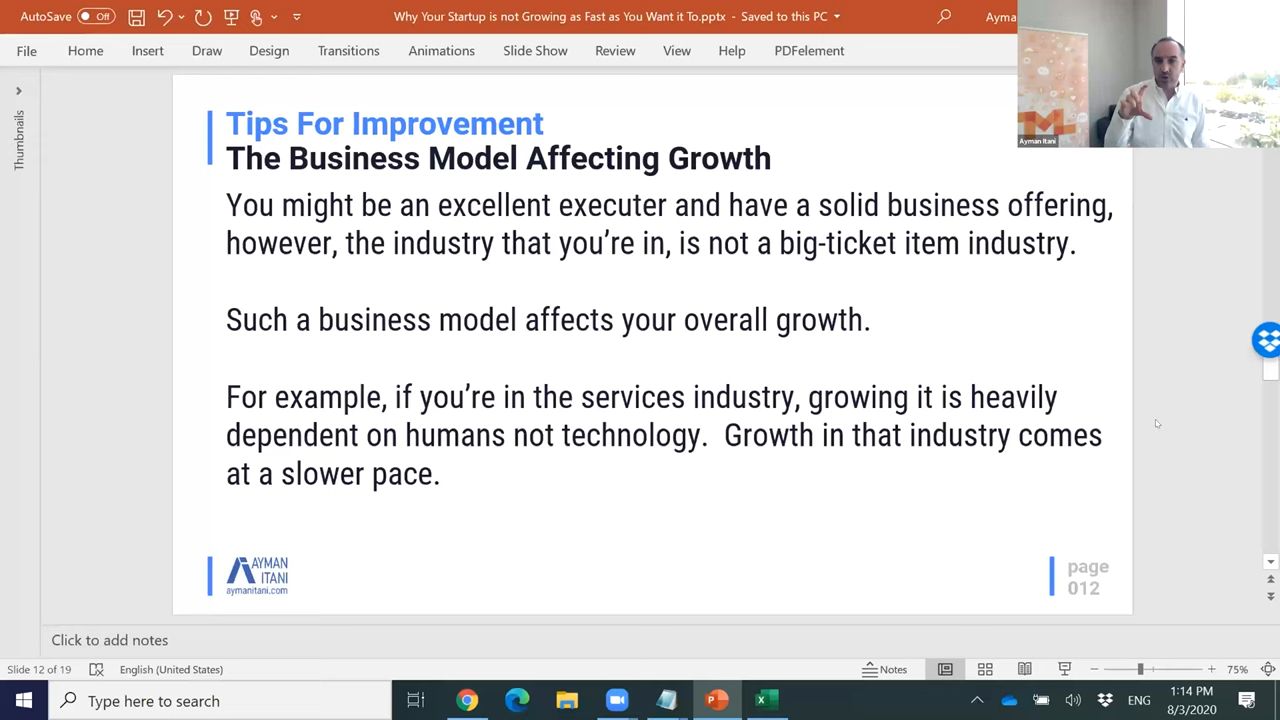 AutoSave Off
Why Your Startup is not Growing as Fast as You Want it To.pptx - Saved to this PC
Ayma
File Home Insert Draw Design Transitions Animations Slide Show Review View Help PDFelement
Ayman Itani
Thumbnails
Tips For Improvement
The Business Model Affecting Growth
You might be an excellent executer and have a solid business offering,
however, the industry that you’re in, is not a big-ticket item industry.
Such a business model affects your overall growth.
For example, if you’re in the services industry, growing it is heavily
dependent on humans not technology. Growth in that industry comes
at a slower pace.
AYMAN
ITANI
aymanitani.com
page
012
Click to add notes
Slide 12 of 19 English (United States) Notes 75%
Type here to search
ENG
1:14 PM
8/3/2020